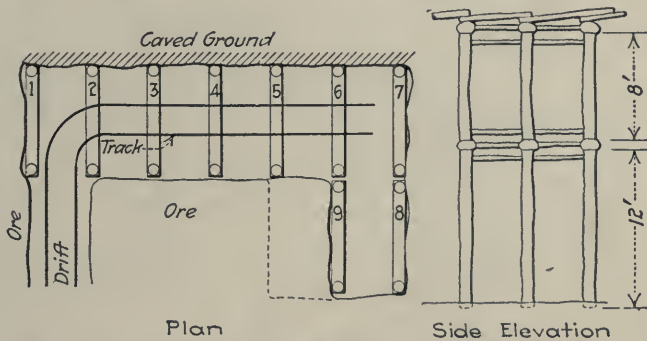 Caved Ground
1 2 3 4 5 6 7
Track
Ore
Drift
Ore
9 8
Plan
8'
12'
Side Elevation